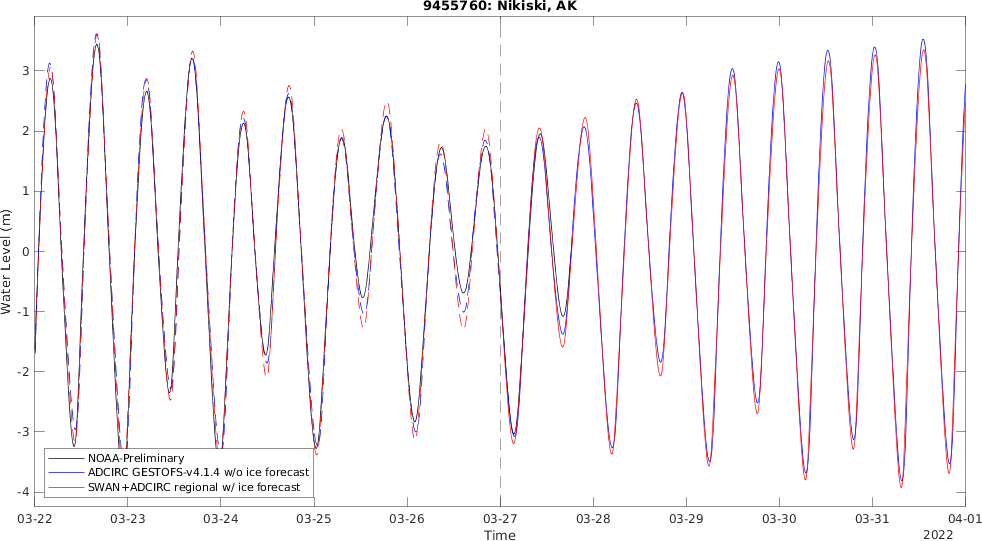 9455760: Nikiski, AK
3
2
1
0
-1
-2
-3
-4
Water Level (m)
NOAA-Preliminary
ADCIRC GESTOFS-v4.1.4 w/o ice forecast
SWAN+ADCIRC regional w/ ice forecast
03-22 03-23 03-24 03-25 03-26 03-27 03-28 03-29 03-30 03-31 04-01
Time
2022